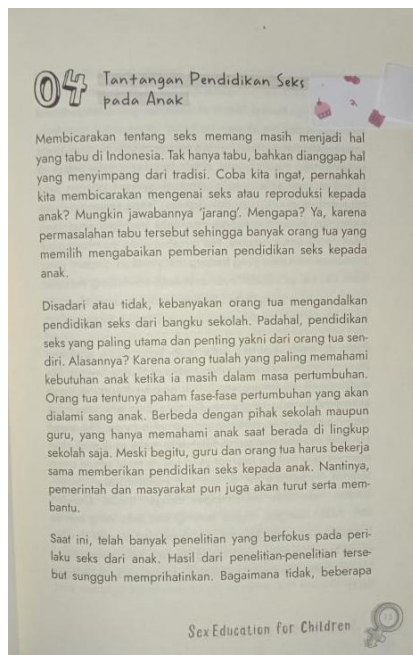 04 Tantangan Pendidikan Seks
pada Anak
Membicarakan tentang seks memang masih menjadi hal
yang tabu di Indonesia. Tak hanya tabu, bahkan dianggap hal
yang menyimpang dari tradisi. Coba kita ingat, pernahkah
kita membicarakan mengenai seks atau reproduksi kepada
anak? Mungkin jawabannya 'jarang'. Mengapa? Ya, karena
permasalahan tabu tersebut sehingga banyak orang tua yang
memilih mengabaikan pemberian pendidikan seks kepada
anak.
Disadari atau tidak, kebanyakan orang tua mengandalkan
pendidikan seks dari bangku sekolah. Padahal, pendidikan
seks yang paling utama dan penting yakni dari orang tua sen-
diri. Alasannya? Karena orang tualah yang paling memahami
kebutuhan anak ketika ia masih dalam masa pertumbuhan.
Orang tua tentunya paham fase-fase pertumbuhan yang akan
dialami sang anak. Berbeda dengan pihak sekolah maupun
guru, yang hanya memahami anak saat berada di lingkup
sekolah saja. Meski begitu, guru dan orang tua harus bekerja
sama memberikan pendidikan seks kepada anak. Nantinya,
pemerintah dan masyarakat pun juga akan turut serta mem-
bantu.
Saat ini, telah banyak penelitian yang berfokus pada peri-
laku seks dari anak. Hasil dari penelitian-penelitian terse-
but sungguh memprihatinkan. Bagaimana tidak, beberapa
Sex Education for Children